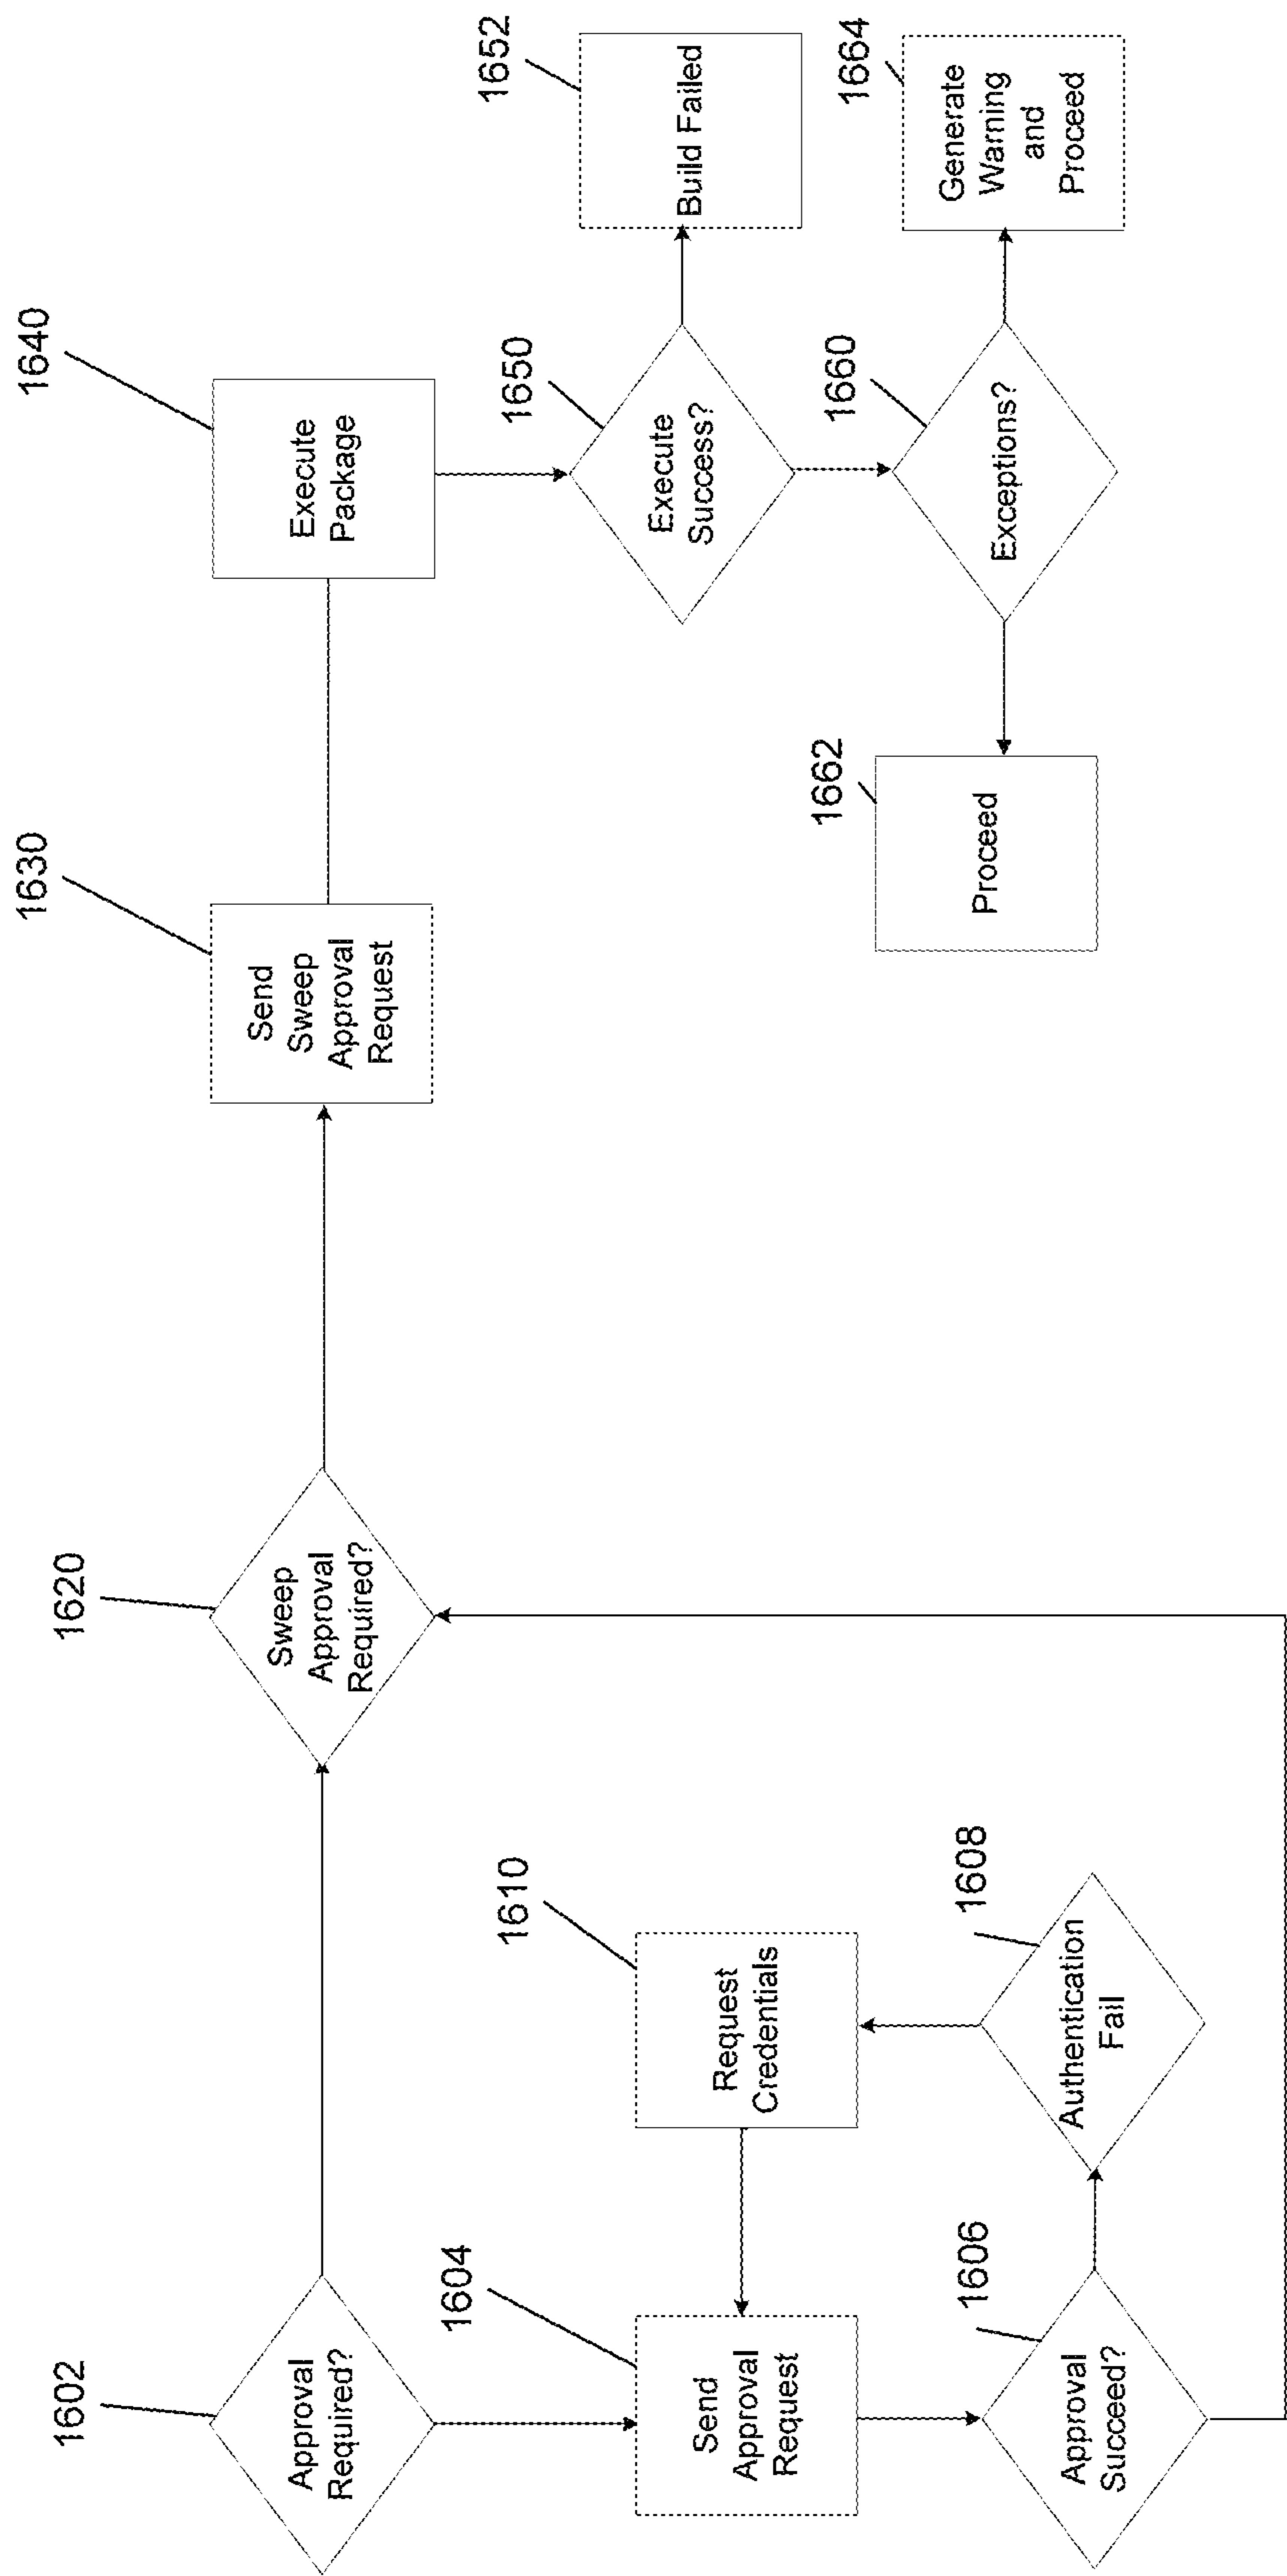 1602
Approval
Required?
1620
Sweep
Approval
Required?
1630
Send
Sweep
Approval
Request
1640
Execute
Package
1604
Send
Approval
Request
1610
Request
Credentials
1606
Approval
Succeed?
1608
Authentication
Fail
1650
Execute
Success?
1652
Build Failed
1662
Proceed
1660
Exceptions?
1664
Generate
Warning
and
Proceed